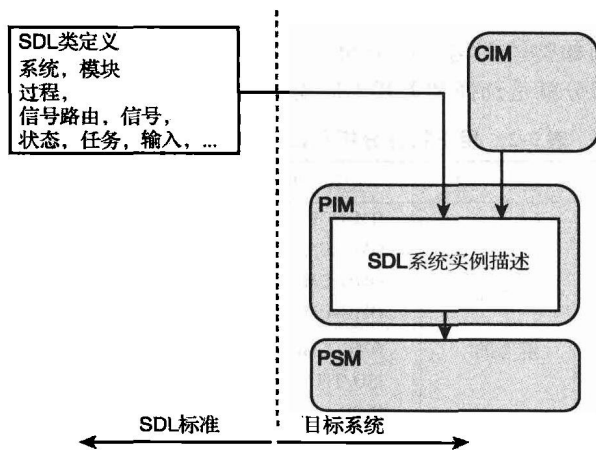 SDL类定义
系统, 模块
过程,
信号路由, 信号,
状态, 任务, 输入, ...
CIM
PIM
SDL系统实例描述
PSM
SDL标准
目标系统